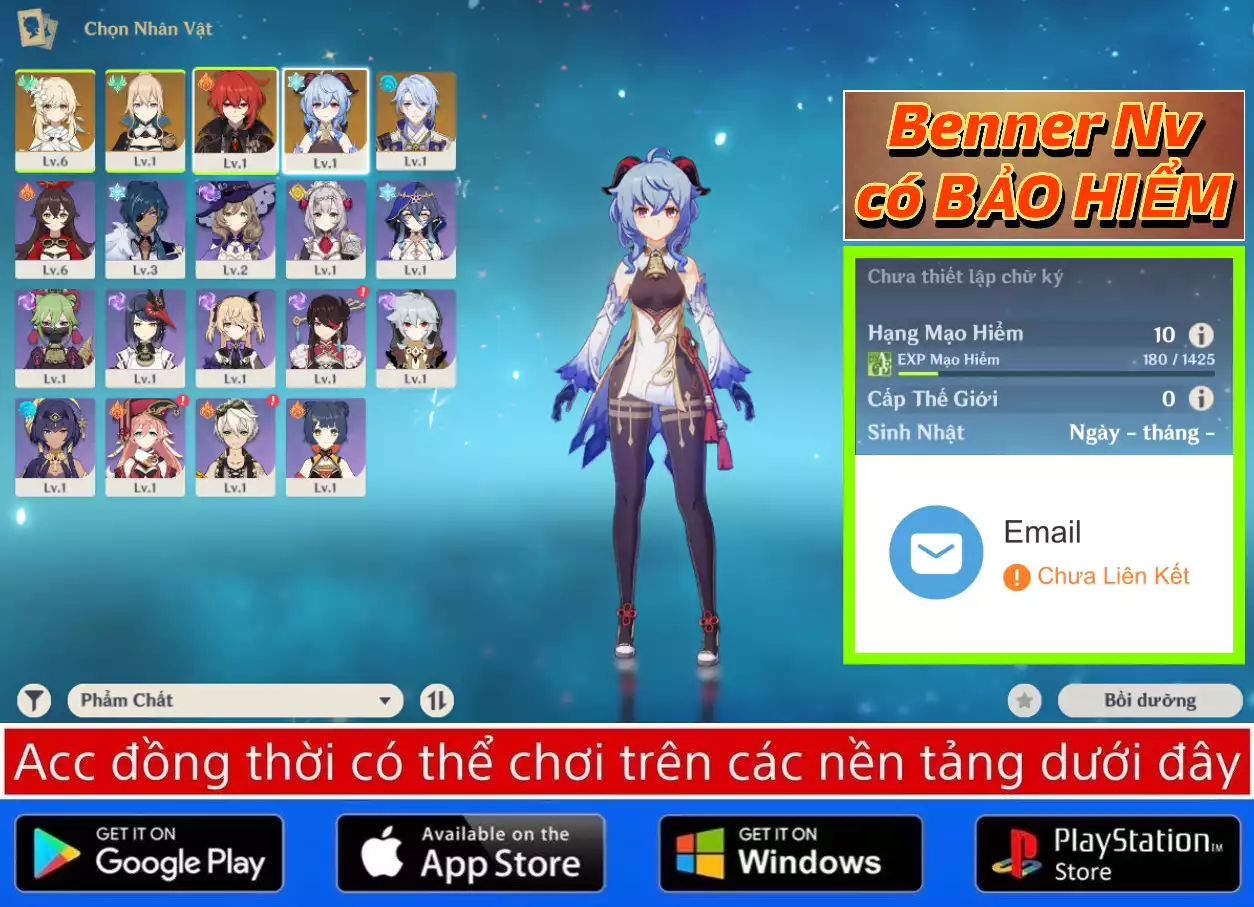 Chọn Nhân Vật
Lv.6
Lv.1
Lv.1
Lv.1
Lv.1
Lv.6
Lv.3
Lv.2
Lv.1
Lv.1
Lv.1
Lv.1
Lv.1
Lv.1
Lv.1
Lv.1
Lv.1
Lv.1
Lv.1
Benner Nv
có BẢO HIỂM
Chưa thiết lập chữ ký
Hạng Mạo Hiểm 10
EXP Mạo Hiểm 180 / 1425
Cấp Thế Giới 0
Sinh Nhật Ngày - tháng -
Email
Chưa Liên Kết
Phẩm Chất
Bồi dưỡng
Acc đồng thời có thể chơi trên các nền tảng dưới đây
GET IT ON
Google Play
Available on the
App Store
GET IT ON
Windows
PlayStation™
Store